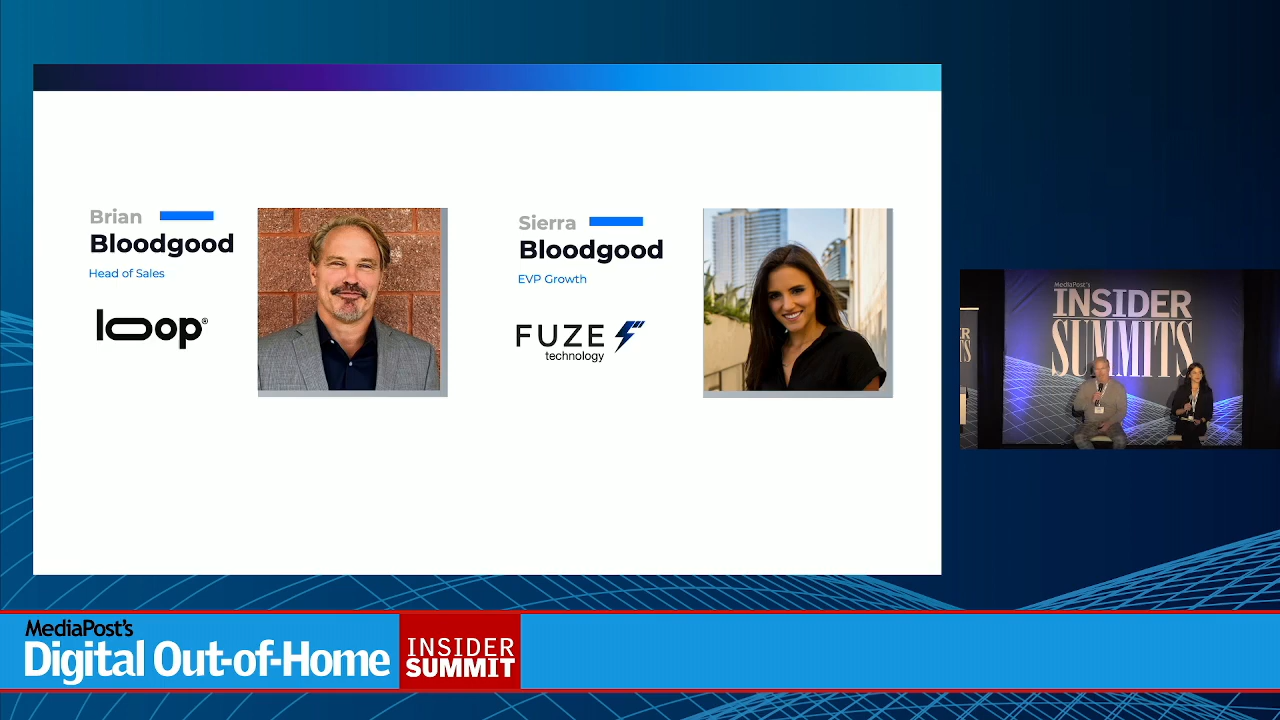 Brian
Bloodgood
Head of Sales
loop®
Sierra
Bloodgood
EVP Growth
FUZE
technology
MediaPost's
INSIDER
SUMMITS
MediaPost's
Digital Out-of-Home
INSIDER
SUMMIT